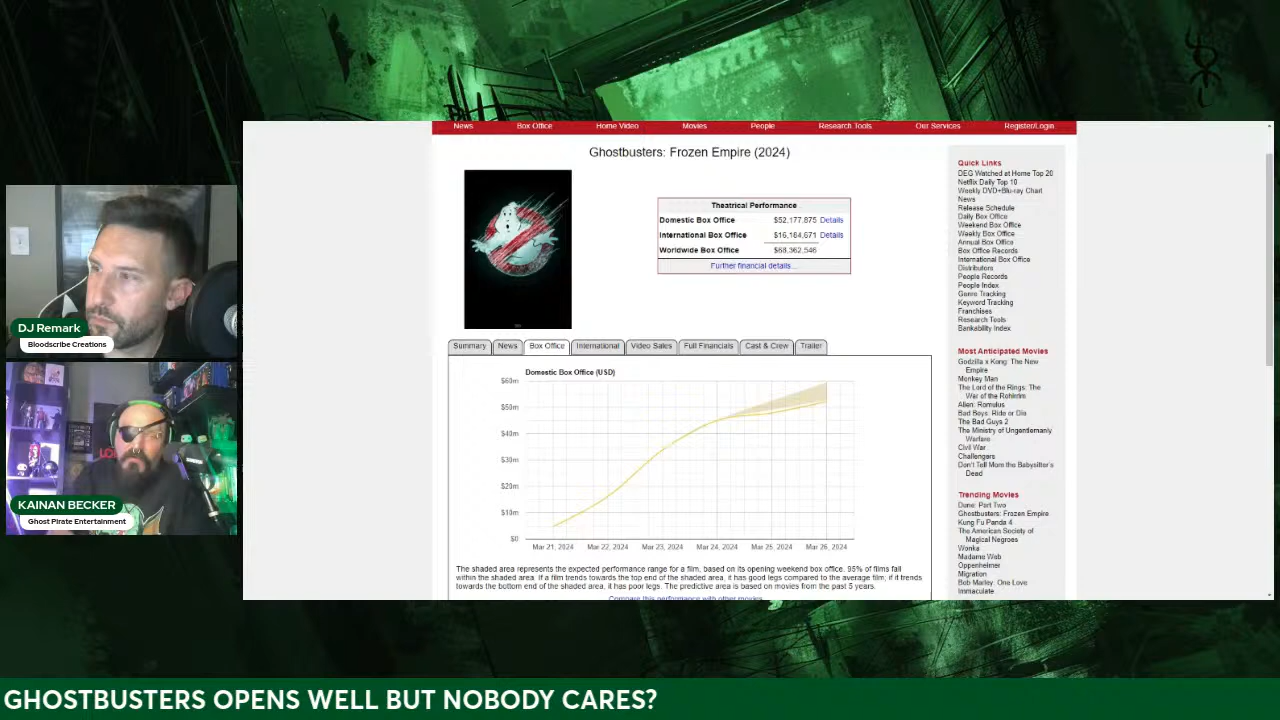 News Box Office Home Video Movies People Research Tools Our Services Register/Login
Ghostbusters: Frozen Empire (2024)
Theatrical Performance
Domestic Box Office $52,177,875 Details
International Box Office $16,184,671 Details
Worldwide Box Office $68,362,546
Further financial details...
Summary News Box Office International Video Sales Full Financials Cast & Crew Trailer
Domestic Box Office (USD)
$60m
$50m
$40m
$30m
$20m
$10m
$0
Mar 21, 2024 Mar 22, 2024 Mar 23, 2024 Mar 24, 2024 Mar 25, 2024 Mar 26, 2024
The shaded area represents the expected performance range for a film, based on its opening weekend box office. 95% of films fall
within the shaded area. If a film trends towards the top end of the shaded area, it has good legs compared to the average film; if it trends
towards the bottom end of the shaded area, it has poor legs. The predictive area is based on movies from the past 5 years.
Compare this performance with other movies
Quick Links
DEG Watched at Home Top 20
Netflix Daily Top 10
Weekly DVD+Blu-ray Chart
News
Release Schedule
Daily Box Office
Weekend Box Office
Weekly Box Office
Annual Box Office
Box Office Records
International Box Office
Distributors
People Records
People Index
Genre Tracking
Keyword Tracking
Franchises
Research Tools
Bankability Index
Most Anticipated Movies
Godzilla x Kong: The New
Empire
Monkey Man
The Lord of the Rings: The
War of the Rohirrim
Alien: Romulus
Bad Boys: Ride or Die
The Bad Guys 2
The Ministry of Ungentlemanly
Warfare
Civil War
Challengers
Don't Tell Mom the Babysitter's
Dead
Trending Movies
Dune: Part Two
Ghostbusters: Frozen Empire
Kung Fu Panda 4
The American Society of
Magical Negroes
Wonka
Madame Web
Oppenheimer
Migration
Bob Marley: One Love
Immaculate
DJ Remark
Bloodscribe Creations
KAINAN BECKER
Ghost Pirate Entertainment
GHOSTBUSTERS OPENS WELL BUT NOBODY CARES?